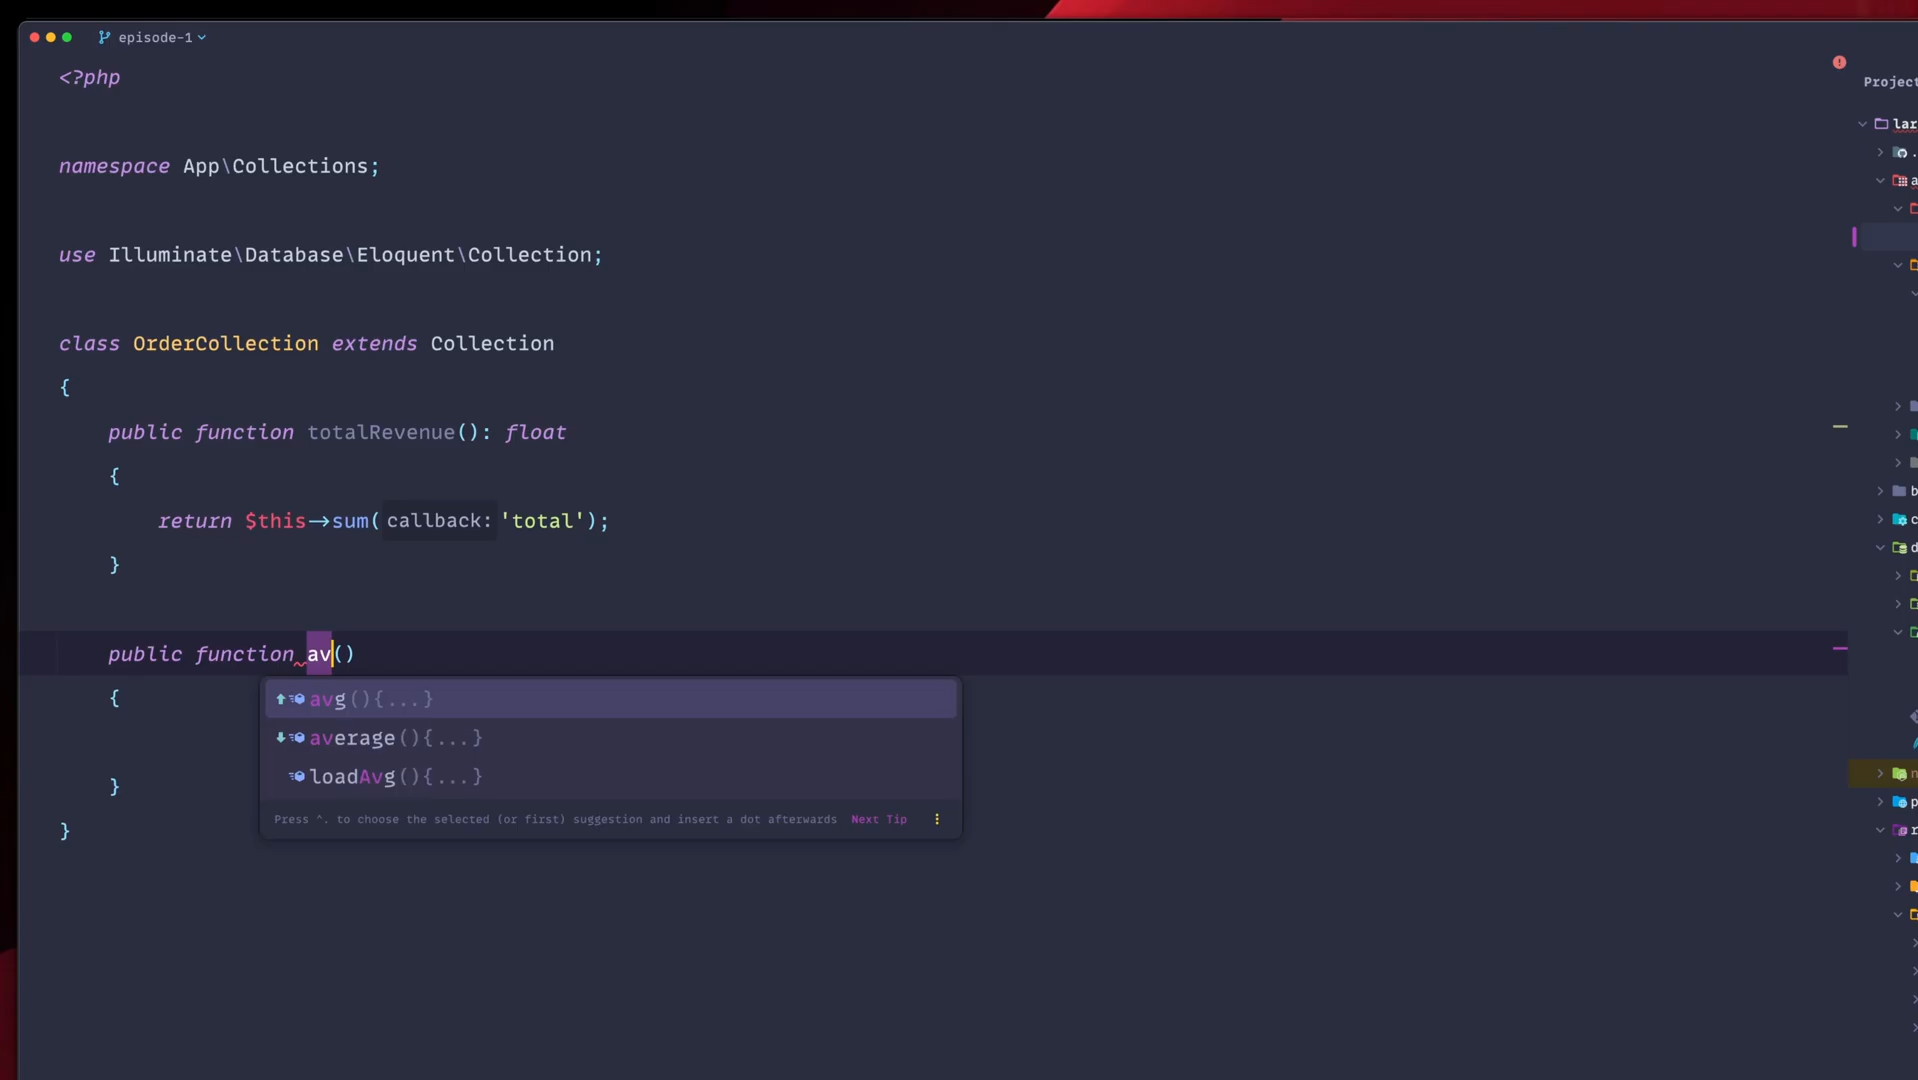 episode-1
<?php
Project
namespace App\Collections;
use Illuminate\Database\Eloquent\Collection;
class OrderCollection extends Collection
{
public function totalRevenue(): float
{
return $this->sum( callback: 'total');
}
public function av()
{
avg(){...}
average(){...}
loadAvg(){...}
Press ^. to choose the selected (or first) suggestion and insert a dot afterwards Next Tip
}
}